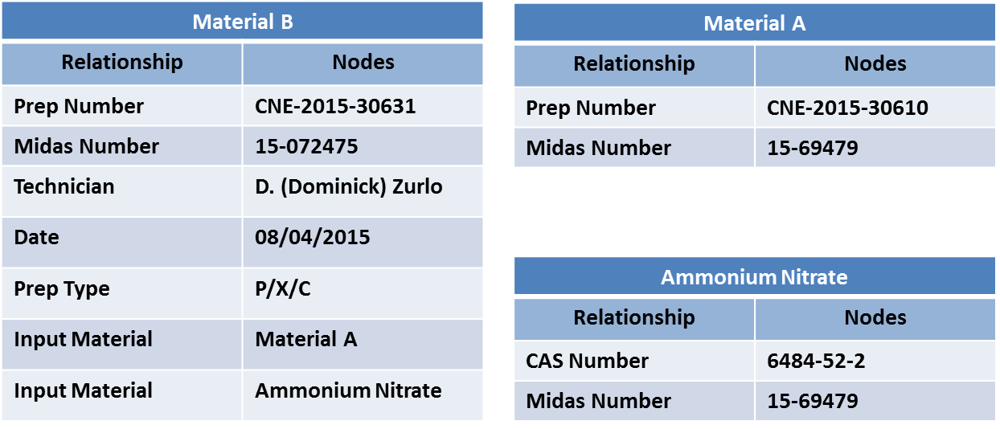 Material B
Relationship Nodes
Prep Number CNE-2015-30631
Midas Number 15-072475
Technician D. (Dominick) Zurlo
Date 08/04/2015
Prep Type P/X/C
Input Material Material A
Input Material Ammonium Nitrate
Material A
Relationship Nodes
Prep Number CNE-2015-30610
Midas Number 15-69479
Ammonium Nitrate
Relationship Nodes
CAS Number 6484-52-2
Midas Number 15-69479